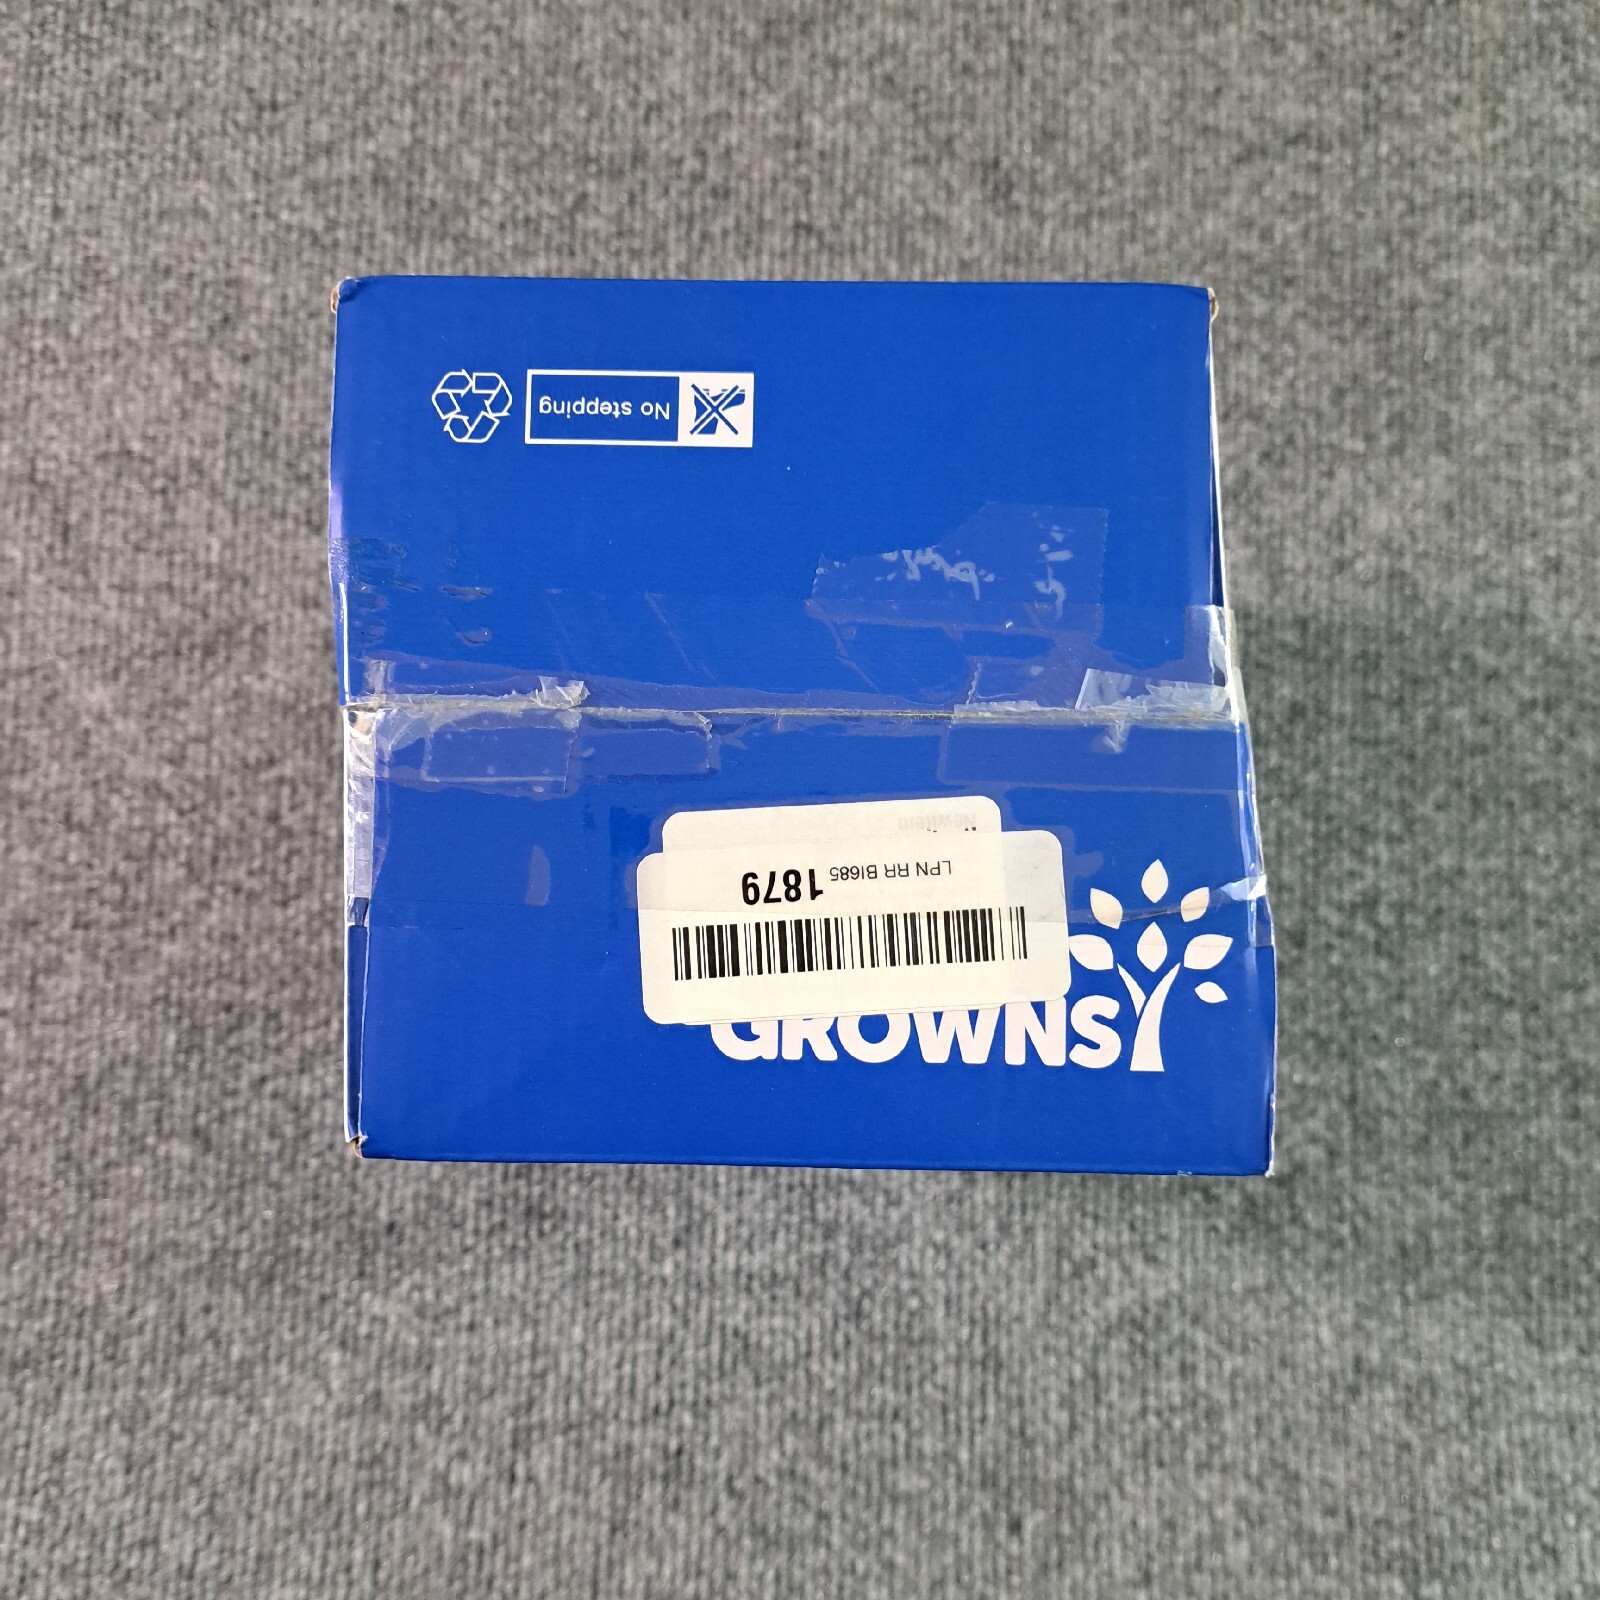 No stepping
LPN RR BI685 1879
GROWNSY